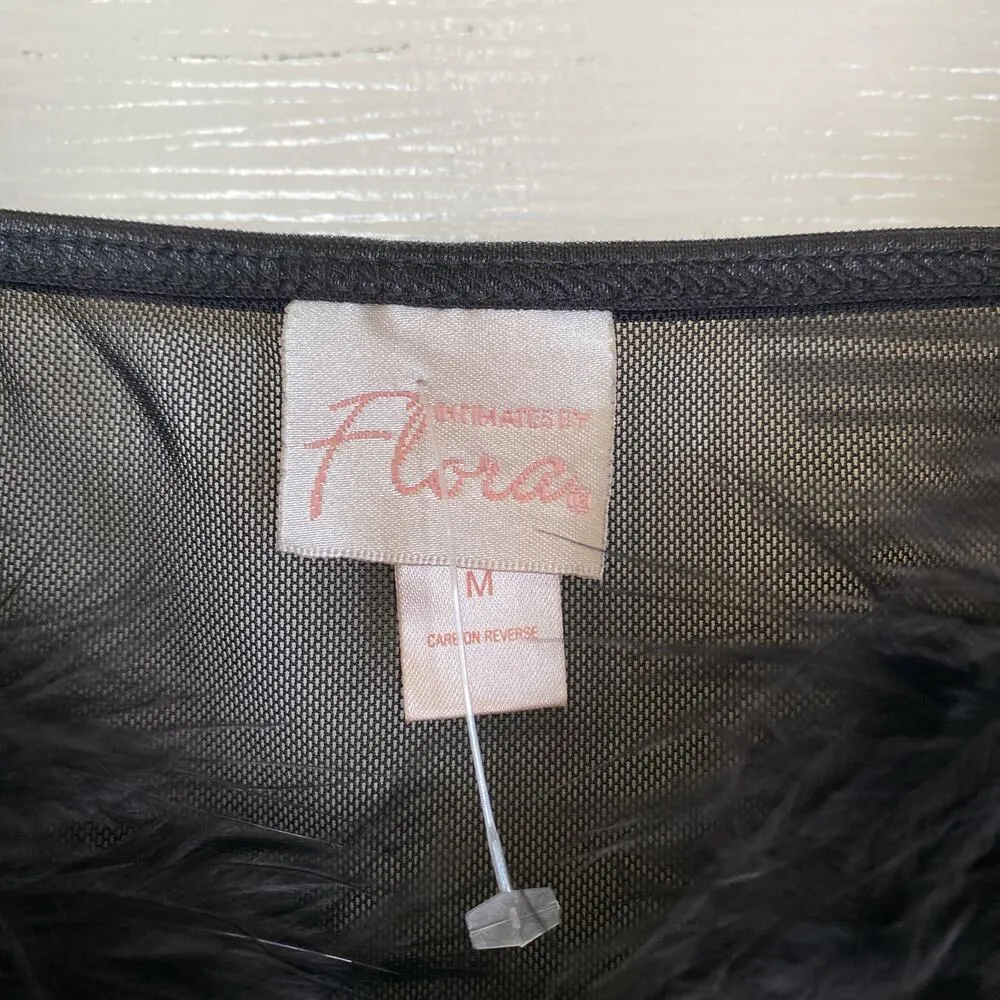 INTIMATES BY
Flora
M
CARE ON REVERSE